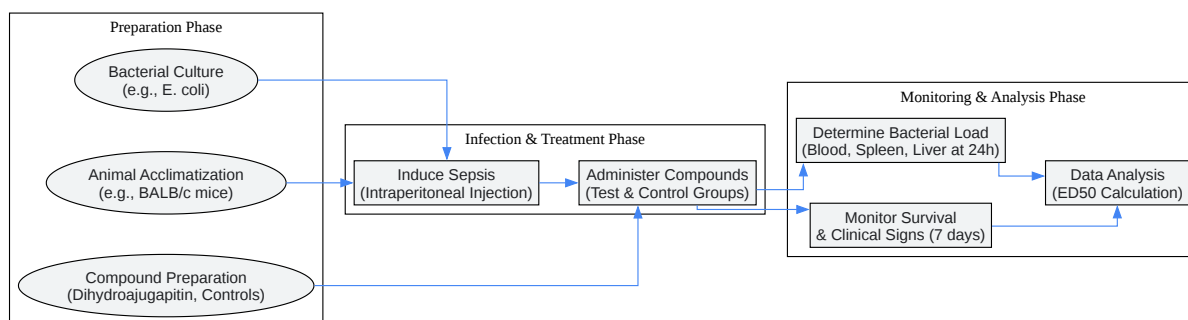 Preparation Phase
Bacterial Culture
(e.g., E. coli)
Animal Acclimatization
(e.g., BALB/c mice)
Compound Preparation
(Dihydroajugapitin, Controls)
Infection & Treatment Phase
Induce Sepsis
(Intraperitoneal Injection)
Administer Compounds
(Test & Control Groups)
Monitoring & Analysis Phase
Determine Bacterial Load
(Blood, Spleen, Liver at 24h)
Monitor Survival
& Clinical Signs (7 days)
Data Analysis
(ED50 Calculation)